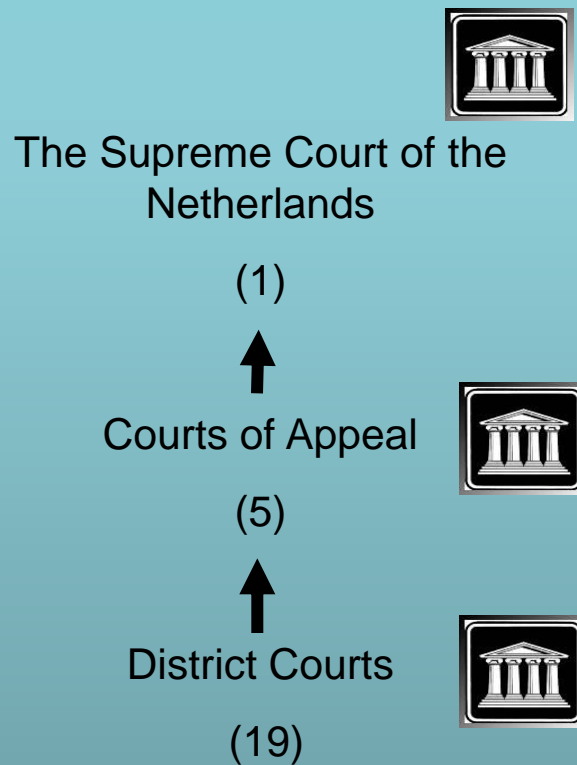 The Supreme Court of the
Netherlands
(1)
Courts of Appeal
(5)
District Courts
(19)